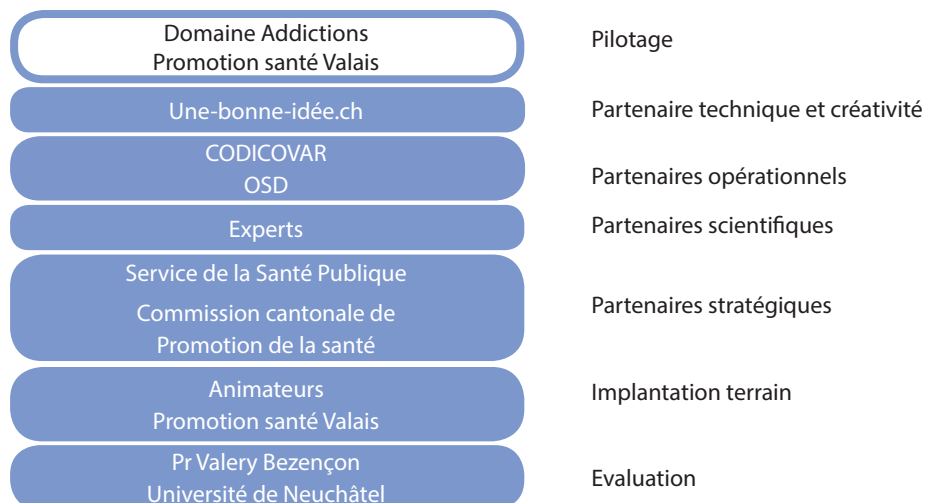 Domaine Addictions
Promotion santé Valais
Pilotage
Une-bonne-idée.ch
Partenaire technique et créativité
CODICOVAR
OSD
Partenaires opérationnels
Experts
Partenaires scientifiques
Service de la Santé Publique
Commission cantonale de
Promotion de la santé
Partenaires stratégiques
Animateurs
Promotion santé Valais
Implantation terrain
Pr Valery Bezençon
Université de Neuchâtel
Evaluation